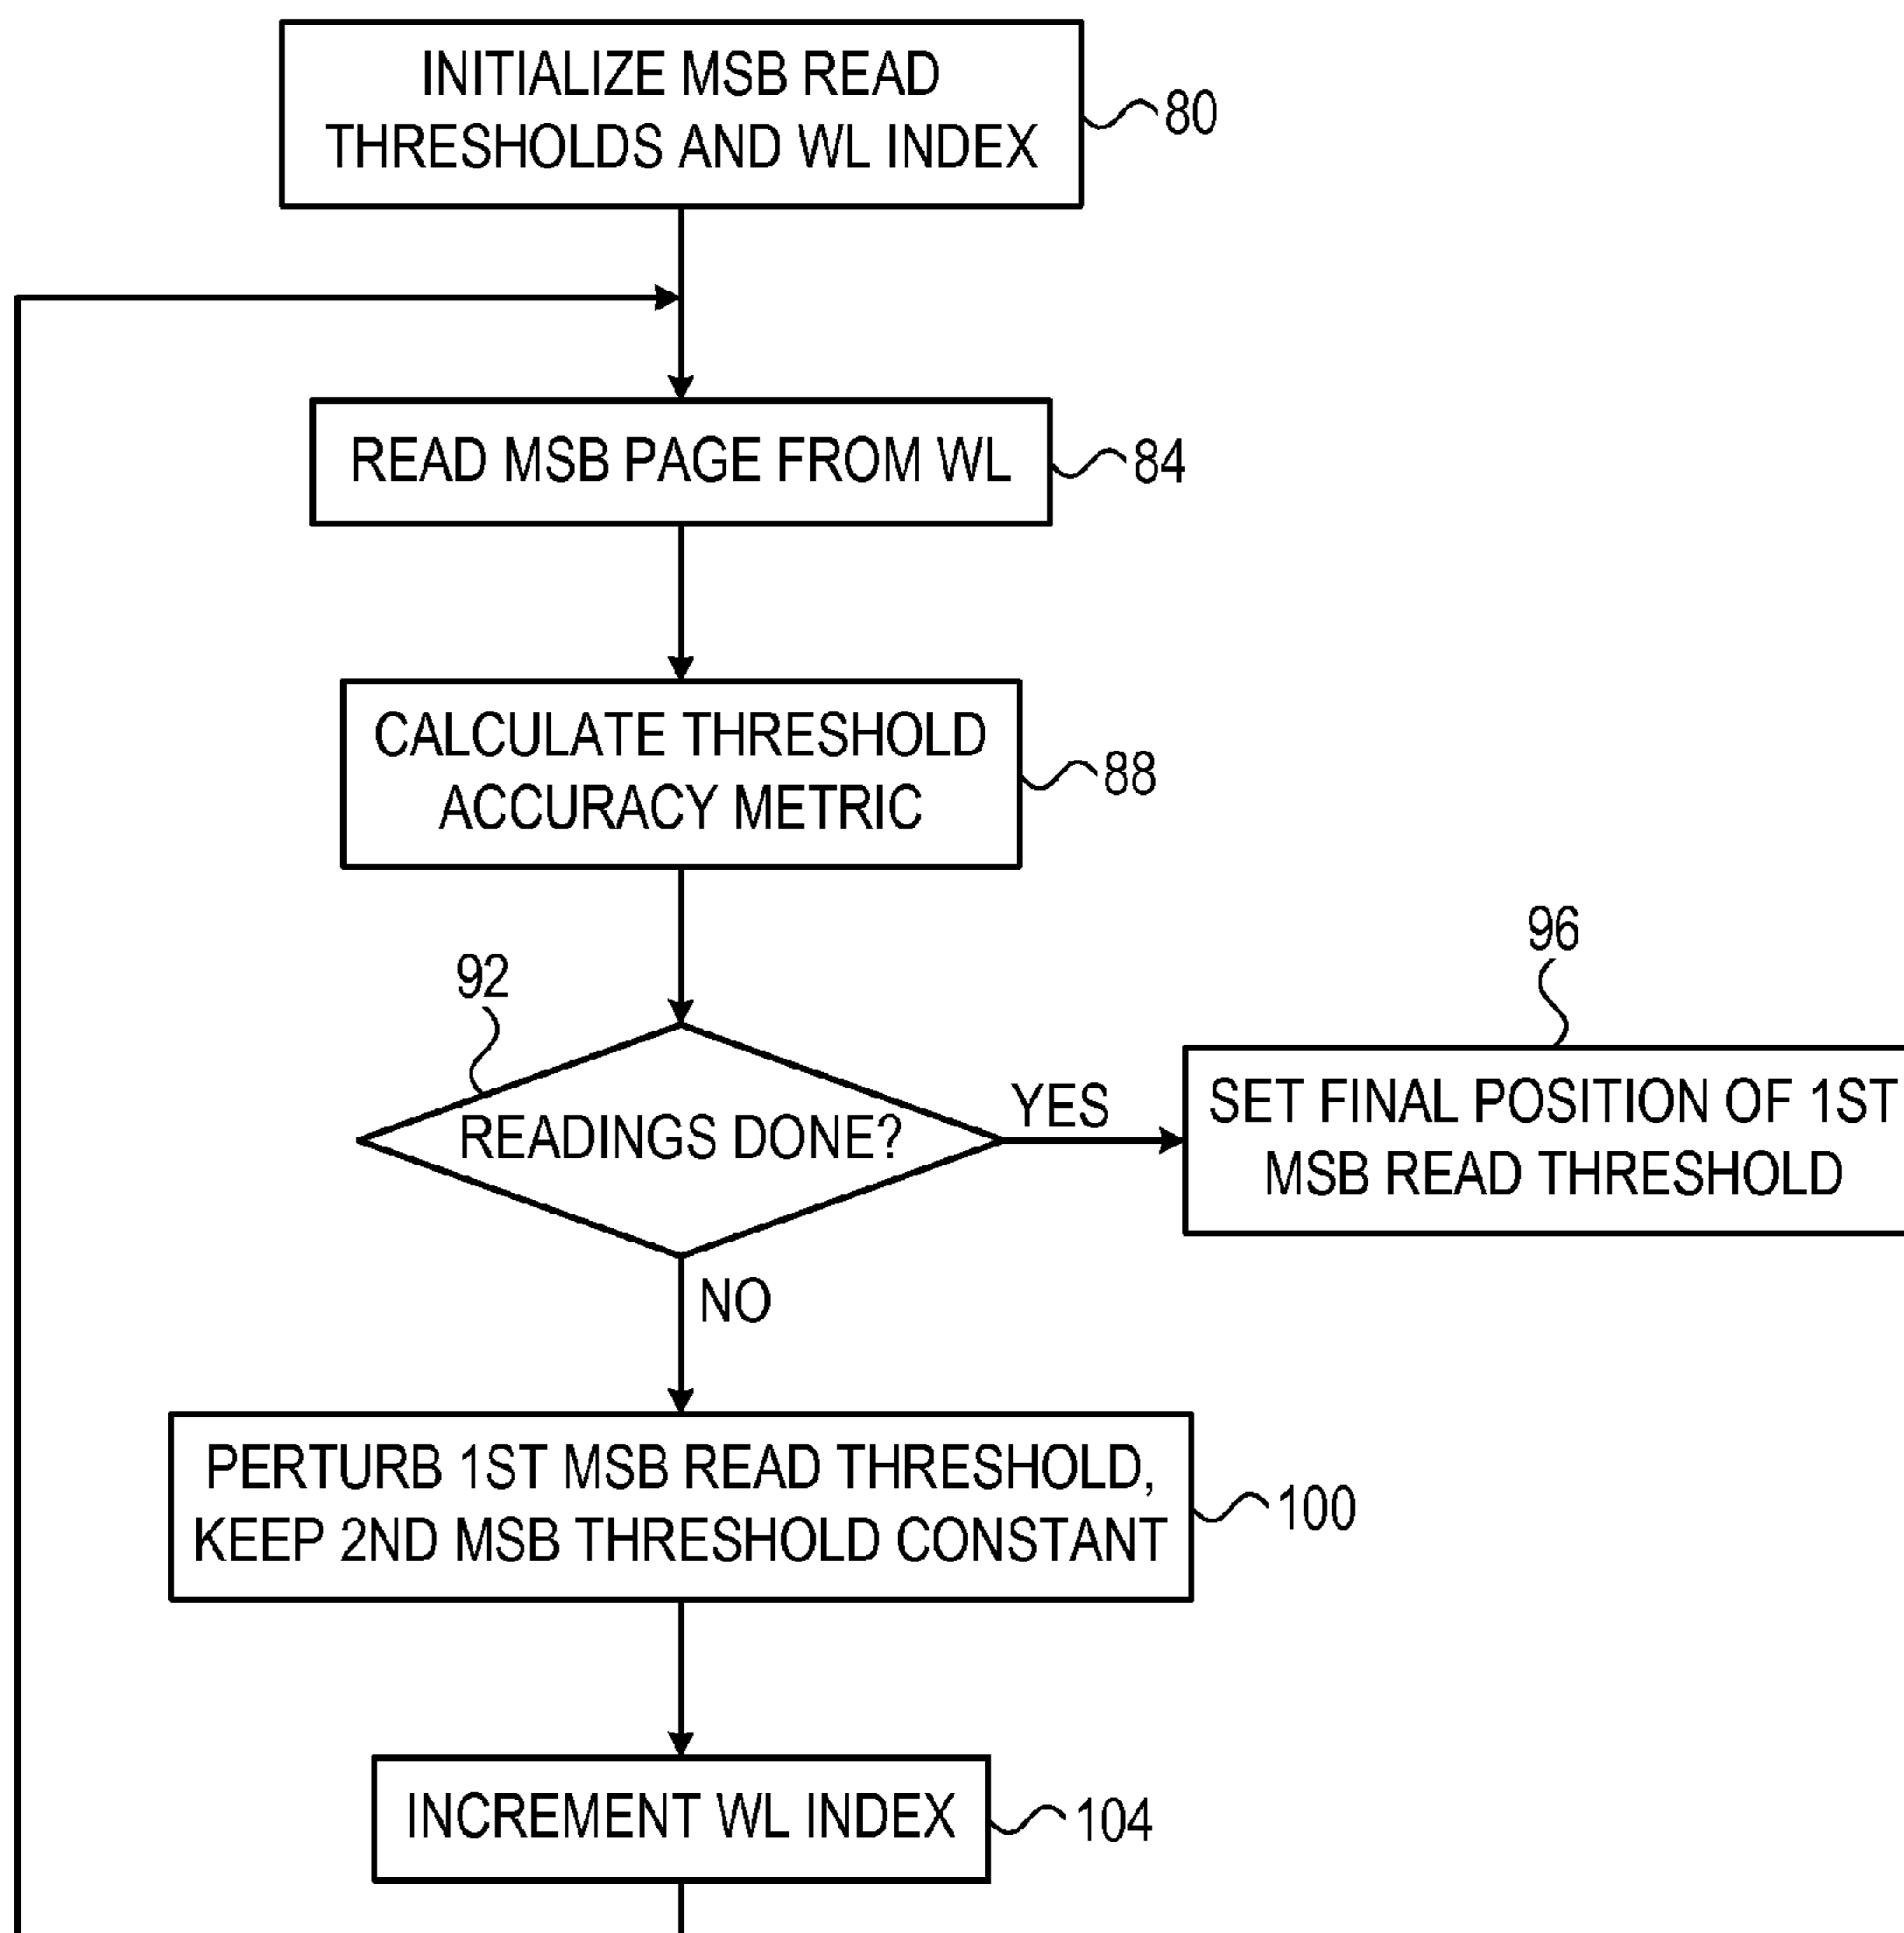 INITIALIZE MSB READ
THRESHOLDS AND WL INDEX
80
READ MSB PAGE FROM WL
84
CALCULATE THRESHOLD
ACCURACY METRIC
88
92
READINGS DONE?
YES
96
SET FINAL POSITION OF 1ST
MSB READ THRESHOLD
NO
PERTURB 1ST MSB READ THRESHOLD,
KEEP 2ND MSB THRESHOLD CONSTANT
100
INCREMENT WL INDEX
104